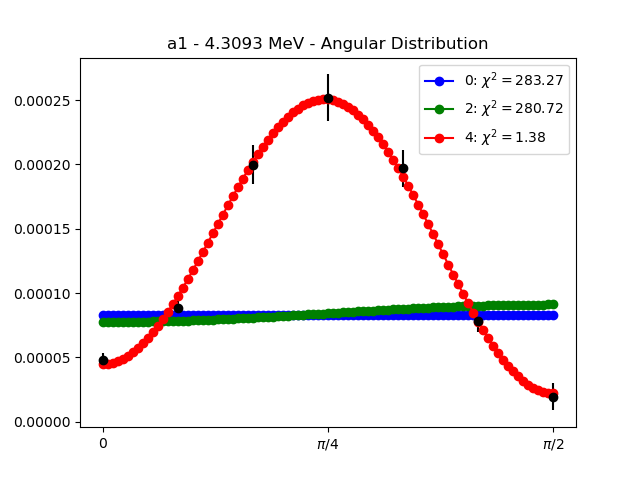 a1 - 4.3093 MeV - Angular Distribution
0: χ² = 283.27
2: χ² = 280.72
4: χ² = 1.38
0.00025
0.00020
0.00015
0.00010
0.00005
0.00000
0 π/4 π/2